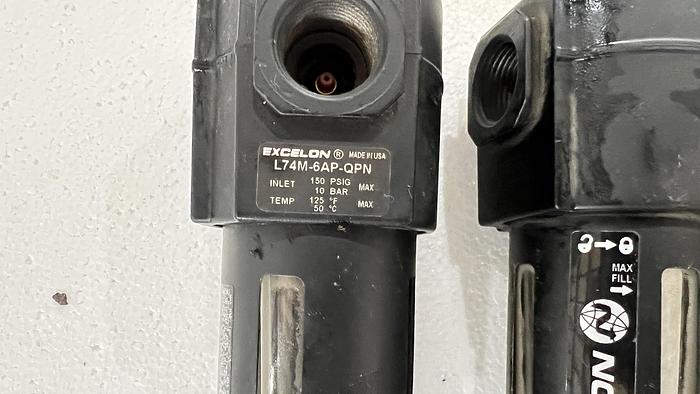 EXCELON ® MADE IN USA
L74M-6AP-QPN
INLET 150 PSIG MAX
10 BAR
TEMP 125 °F MAX
50 °C
MAX
FILL